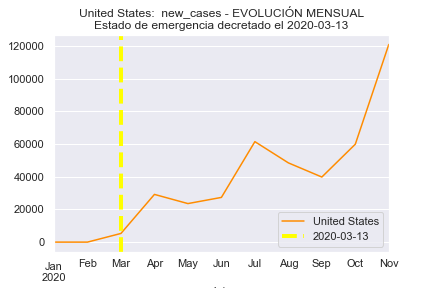 United States:  new_cases - EVOLUCIÓN MENSUAL
Estado de emergencia decretado el 2020-03-13
120000
100000
80000
60000
40000
20000
0
Jan Feb Mar Apr May Jun Jul Aug Sep Oct Nov
2020
United States
2020-03-13